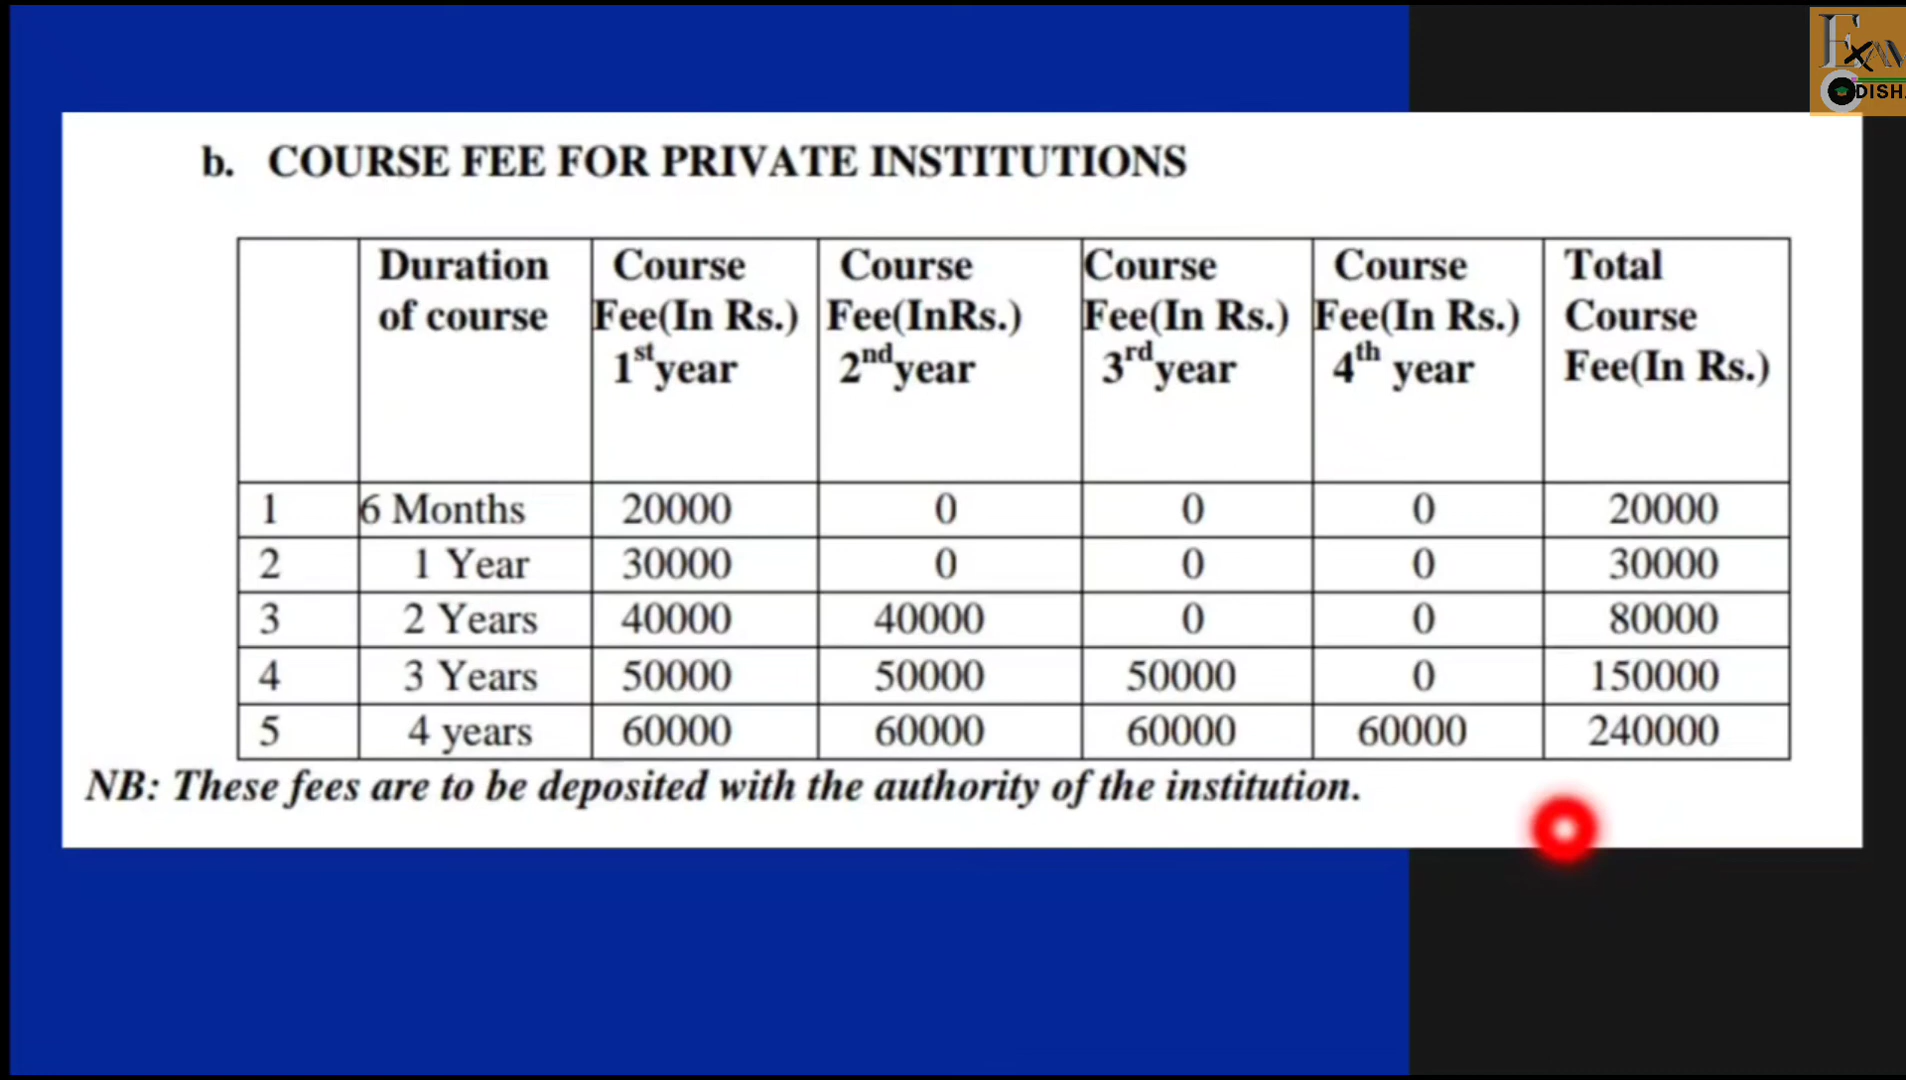 Exam
ODISHA
b. COURSE FEE FOR PRIVATE INSTITUTIONS
Duration of course Course Fee(In Rs.) 1st year Course Fee(InRs.) 2nd year Course Fee(In Rs.) 3rd year Course Fee(In Rs.) 4th year Total Course Fee(In Rs.)
1 6 Months 20000 0 0 0 20000
2 1 Year 30000 0 0 0 30000
3 2 Years 40000 40000 0 0 80000
4 3 Years 50000 50000 50000 0 150000
5 4 years 60000 60000 60000 60000 240000
NB: These fees are to be deposited with the authority of the institution.